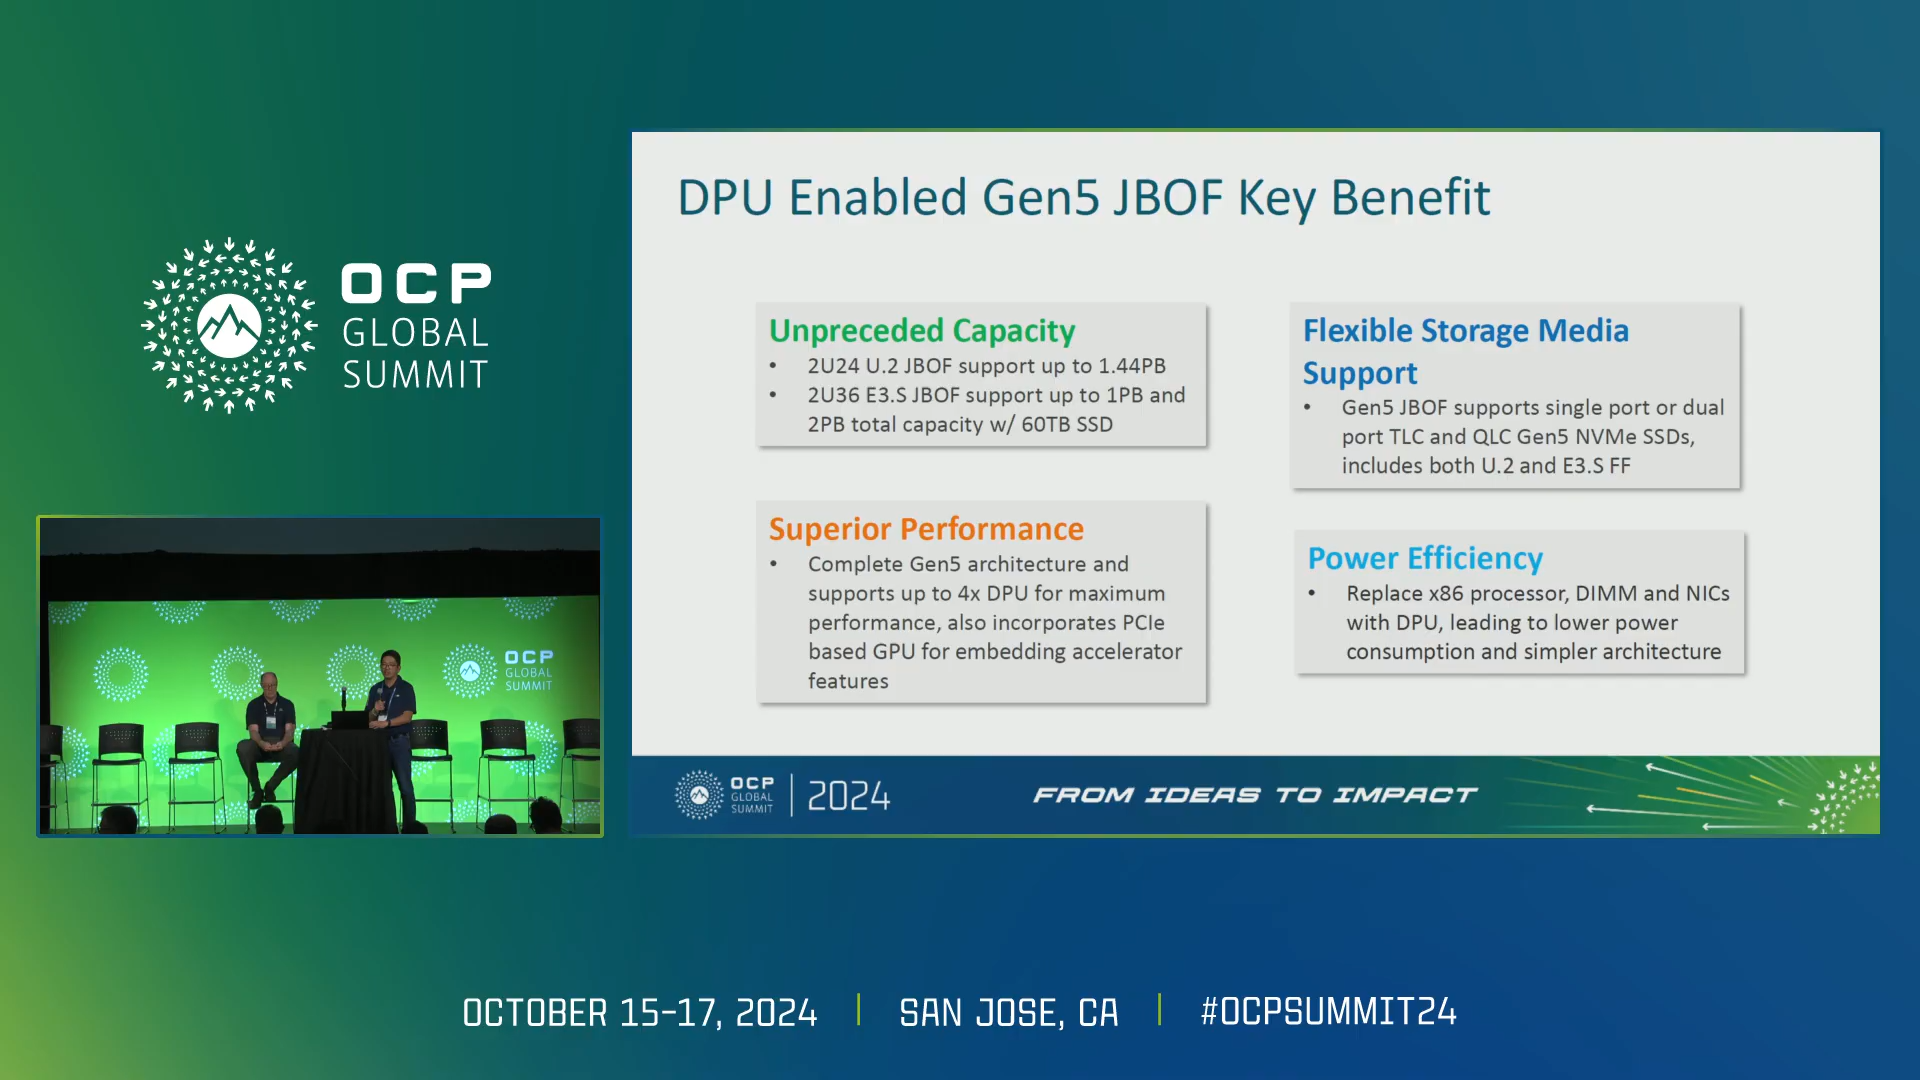 OCP
GLOBAL
SUMMIT
DPU Enabled Gen5 JBOF Key Benefit
Unpreceded Capacity
• 2U24 U.2 JBOF support up to 1.44PB
• 2U36 E3.S JBOF support up to 1PB and
2PB total capacity w/ 60TB SSD
Flexible Storage Media
Support
• Gen5 JBOF supports single port or dual
port TLC and QLC Gen5 NVMe SSDs,
includes both U.2 and E3.S FF
Superior Performance
• Complete Gen5 architecture and
supports up to 4x DPU for maximum
performance, also incorporates PCIe
based GPU for embedding accelerator
features
Power Efficiency
• Replace x86 processor, DIMM and NICs
with DPU, leading to lower power
consumption and simpler architecture
OCP
GLOBAL
SUMMIT
2024
FROM IDEAS TO IMPACT
OCP
GLOBAL
SUMMIT
OCTOBER 15-17, 2024 | SAN JOSE, CA | #OCPSUMMIT24